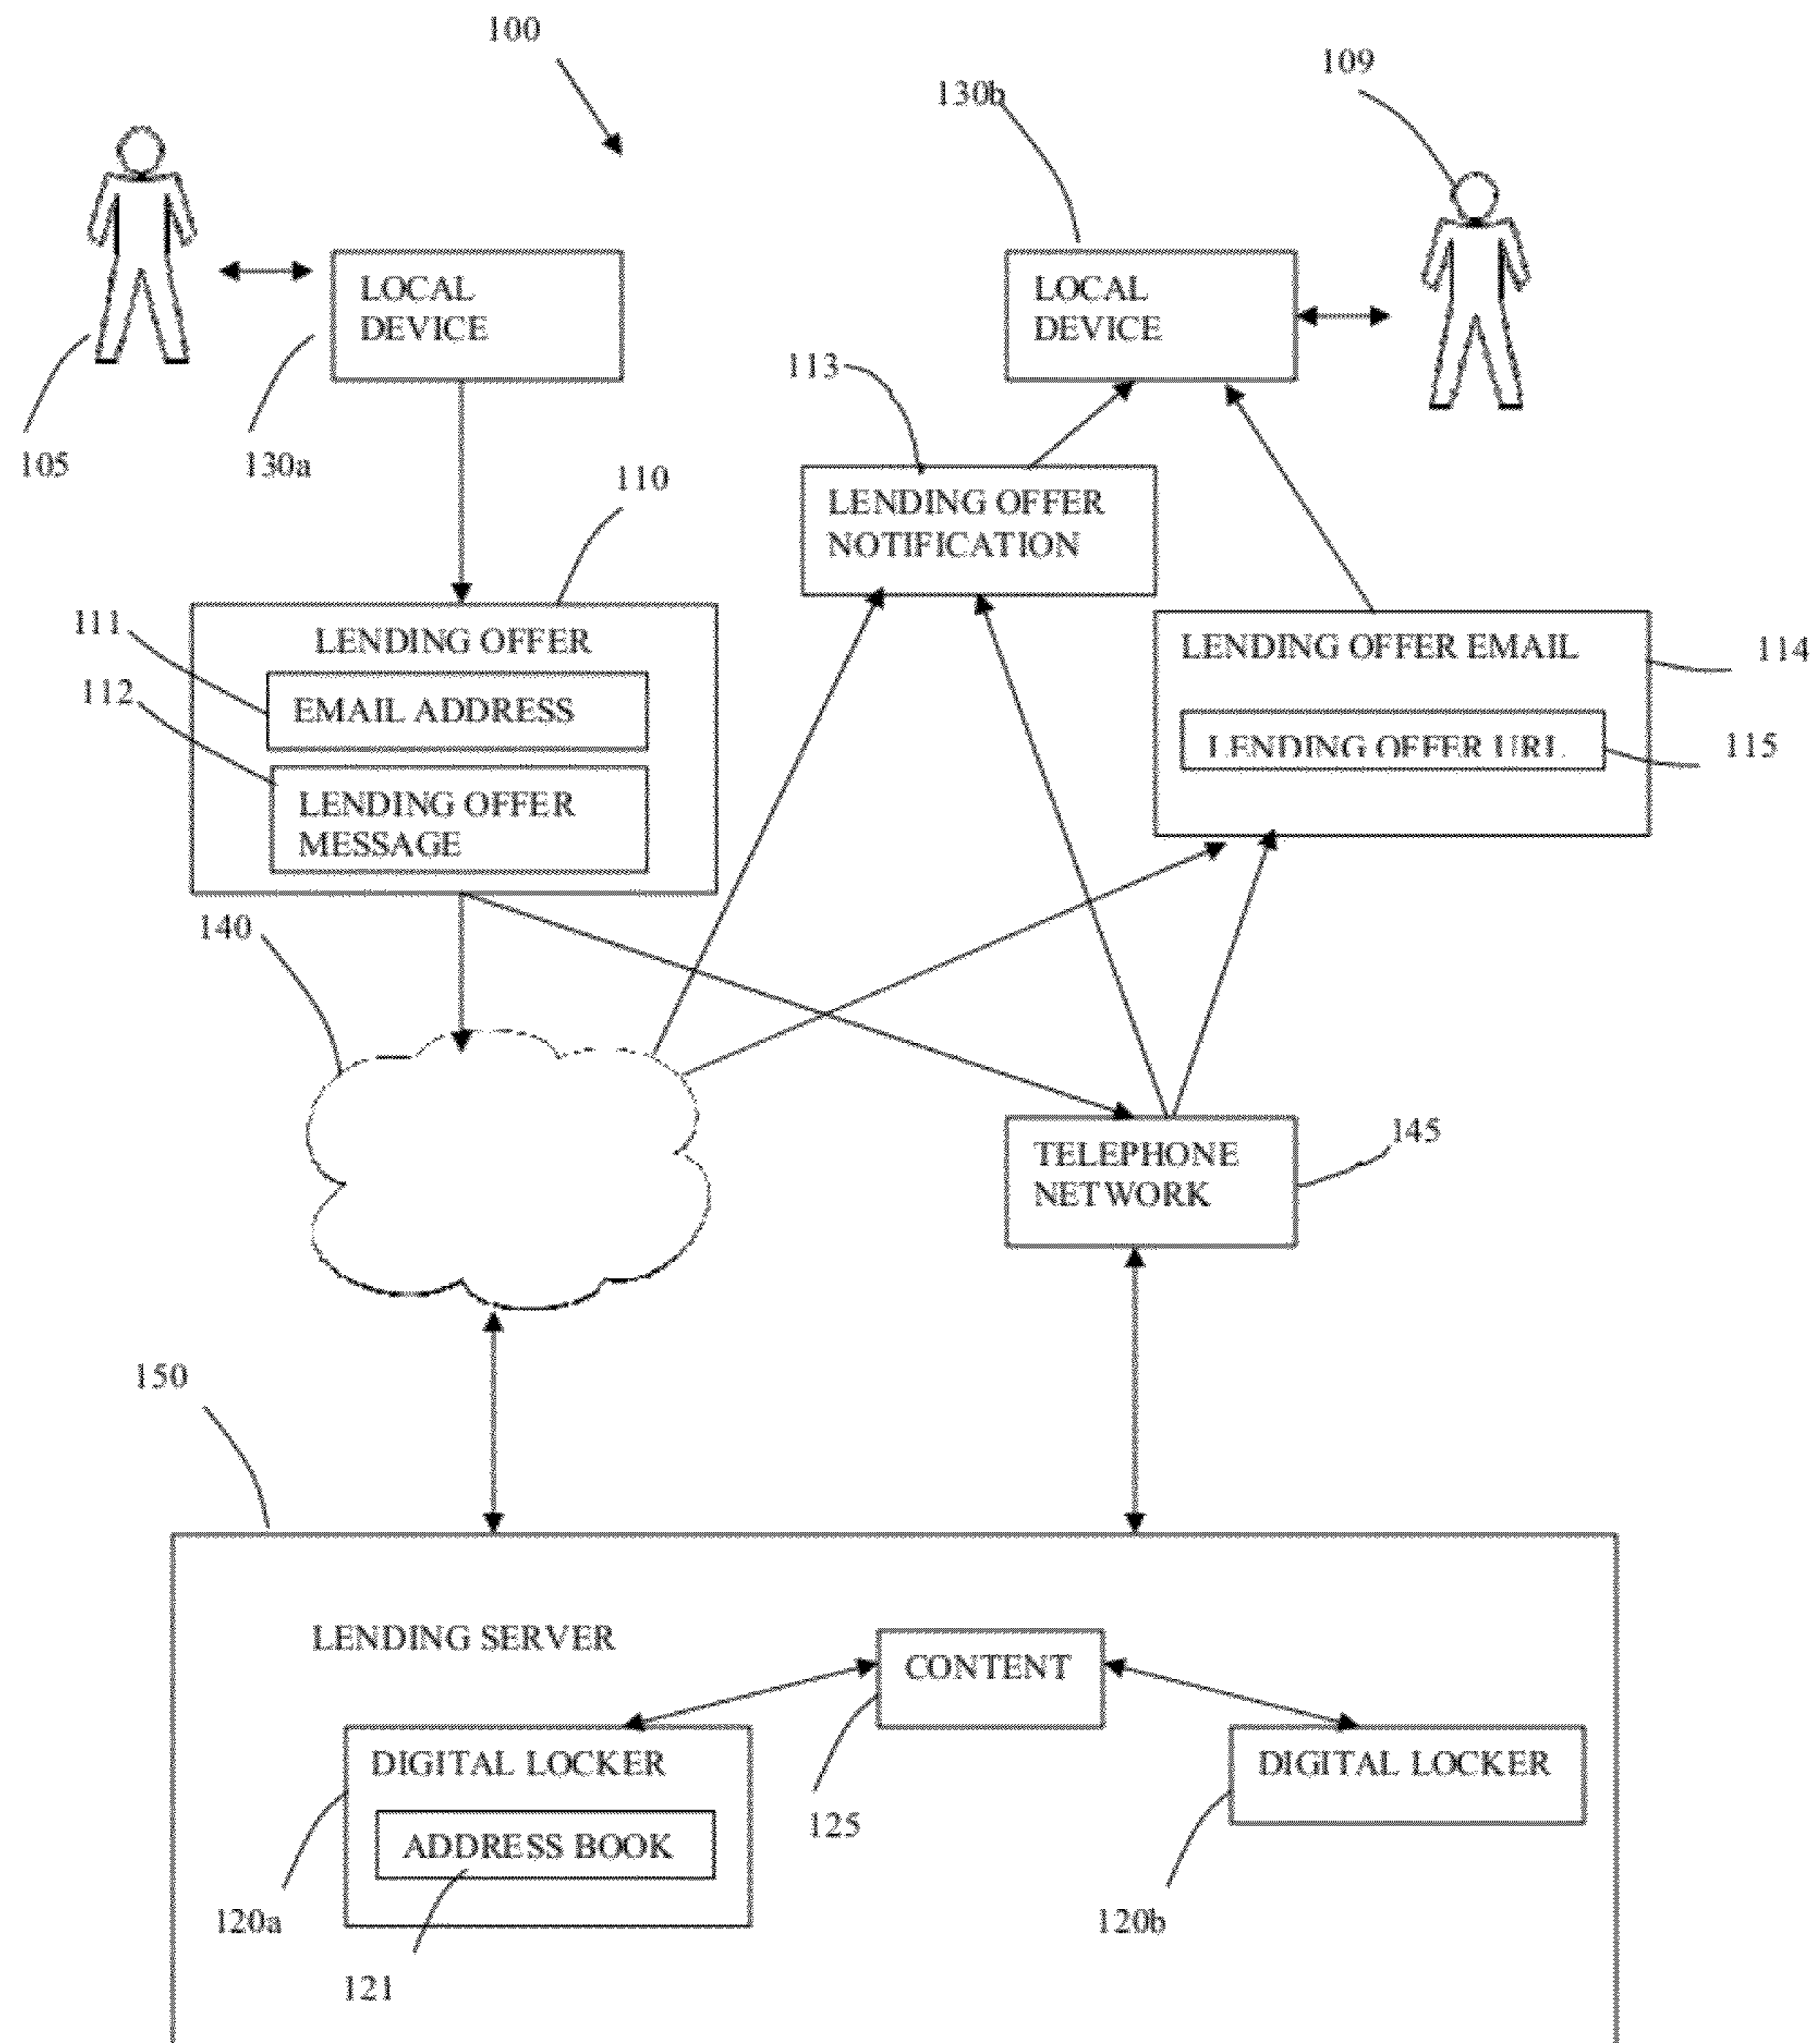 100
109
130b
LOCAL
DEVICE
LOCAL
DEVICE
113
105
130a
110
LENDING OFFER
NOTIFICATION
111
LENDING OFFER
LENDING OFFER EMAIL
114
112
EMAIL ADDRESS
LENDING OFFER URL
115
LENDING OFFER
MESSAGE
140
145
TELEPHONE
NETWORK
150
LENDING SERVER
CONTENT
DIGITAL LOCKER
DIGITAL LOCKER
125
ADDRESS BOOK
120a
120b
121